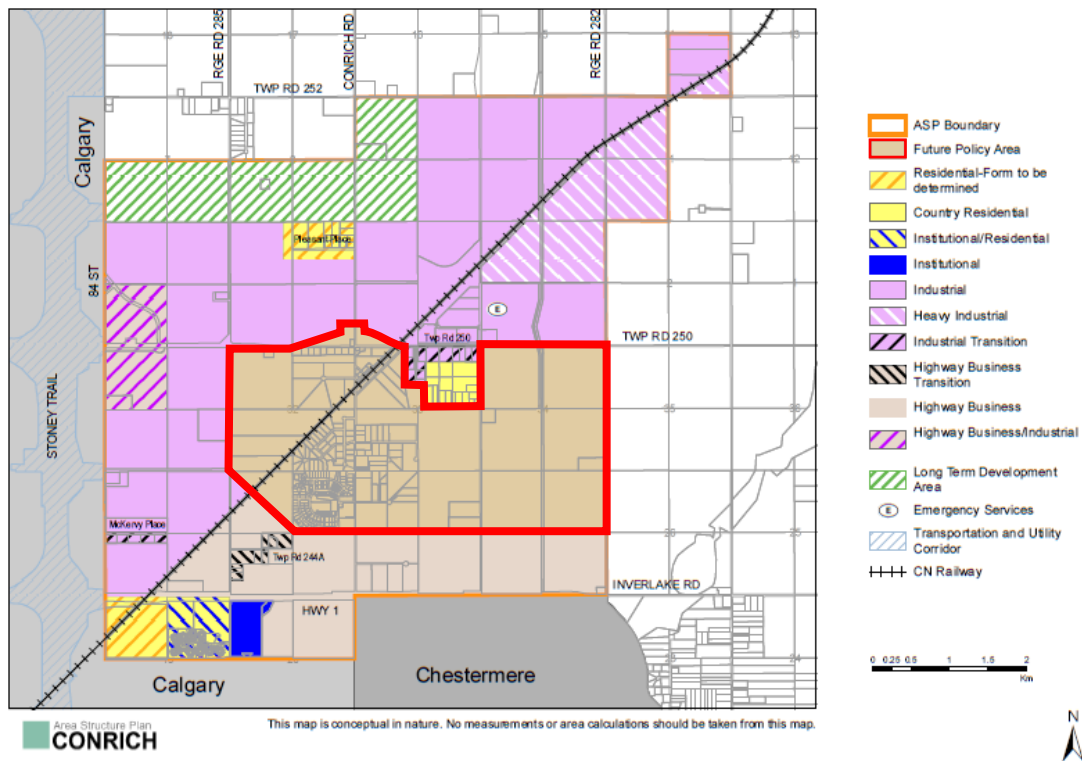 RGE RD 285
CONRICH RD
RGE RD 282
TWP RD 252
Calgary
Pleasant Place
84 ST
E
Twp Rd 250
TWP RD 250
STONEY TRAIL
McKervy Place
Twp Rd 244A
INVERLAKE RD
HWY 1
Chestermere
Calgary
ASP Boundary
Future Policy Area
Residential-Form to be
determined
Country Residential
Institutional/Residential
Institutional
Industrial
Heavy Industrial
Industrial Transition
Highway Business
Transition
Highway Business
Highway Business/Industrial
Long Term Development
Area
E Emergency Services
Transportation and Utility
Corridor
CN Railway
0 0.25 0.5 1 1.5 2
Km
N
Area Structure Plan
CONRICH
This map is conceptual in nature. No measurements or area calculations should be taken from this map.